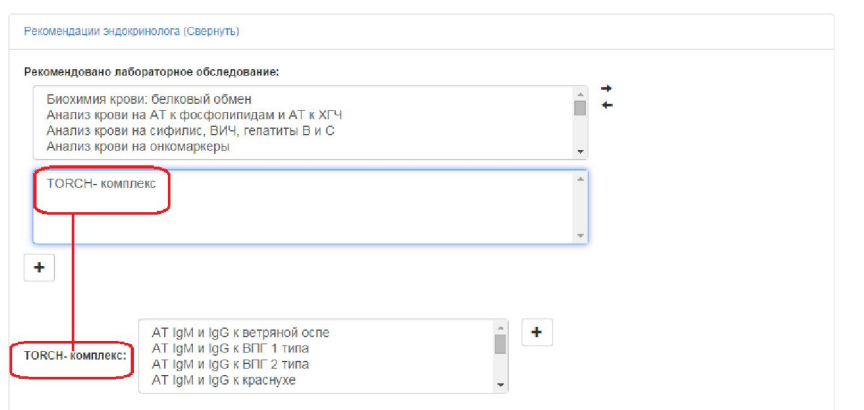 Рекомендации эндокринолога (Свернуть)
Рекомендовано лабораторное обследование:
Биохимия крови: белковый обмен
Анализ крови на АТ к фосфолипидам и АТ к ХГЧ
Анализ крови на сифилис, ВИЧ, гепатиты В и С
Анализ крови на онкомаркеры
TORCH- комплекс
TORCH- комплекс:
АТ IgM и IgG к ветряной оспе
АТ IgM и IgG к ВПГ 1 типа
АТ IgM и IgG к ВПГ 2 типа
АТ IgM и IgG к краснухе